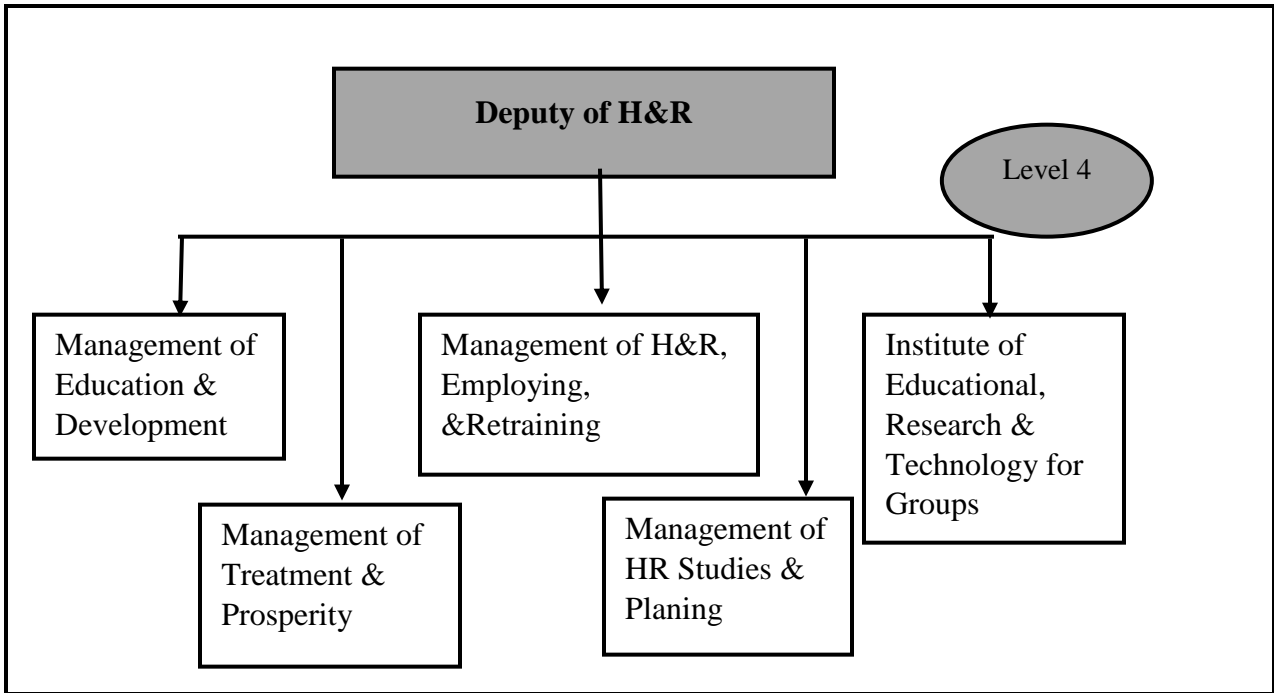 Deputy of H&R
Level 4
Management of
Education &
Development
Management of H&R,
Employing,
&Retraining
Institute of
Educational,
Research &
Technology for
Groups
Management of
Treatment &
Prosperity
Management of
HR Studies &
Planing